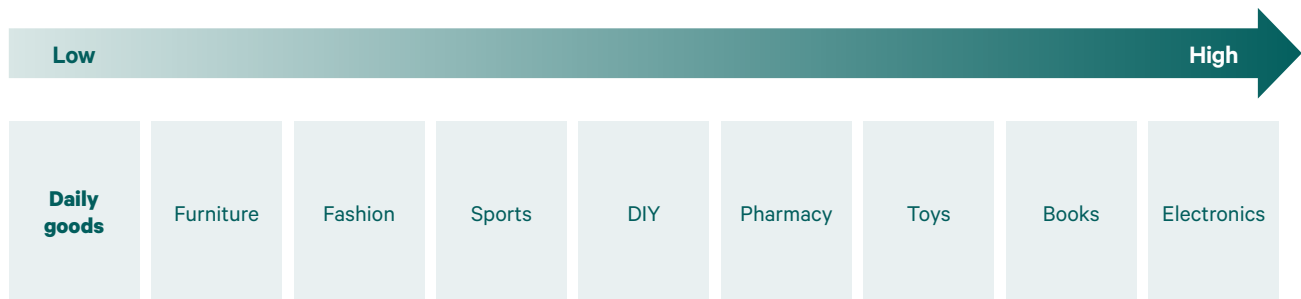 Low
High
Daily
goods
Furniture
Fashion
Sports
DIY
Pharmacy
Toys
Books
Electronics